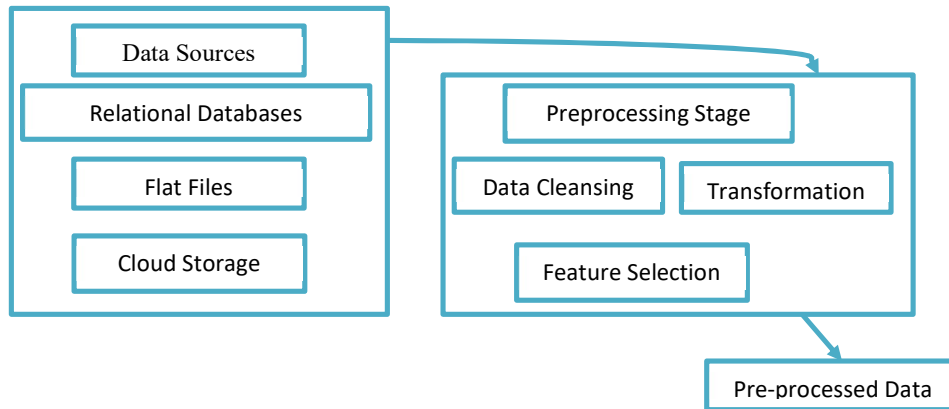 Data Sources
Relational Databases
Flat Files
Cloud Storage
Preprocessing Stage
Data Cleansing
Transformation
Feature Selection
Pre-processed Data